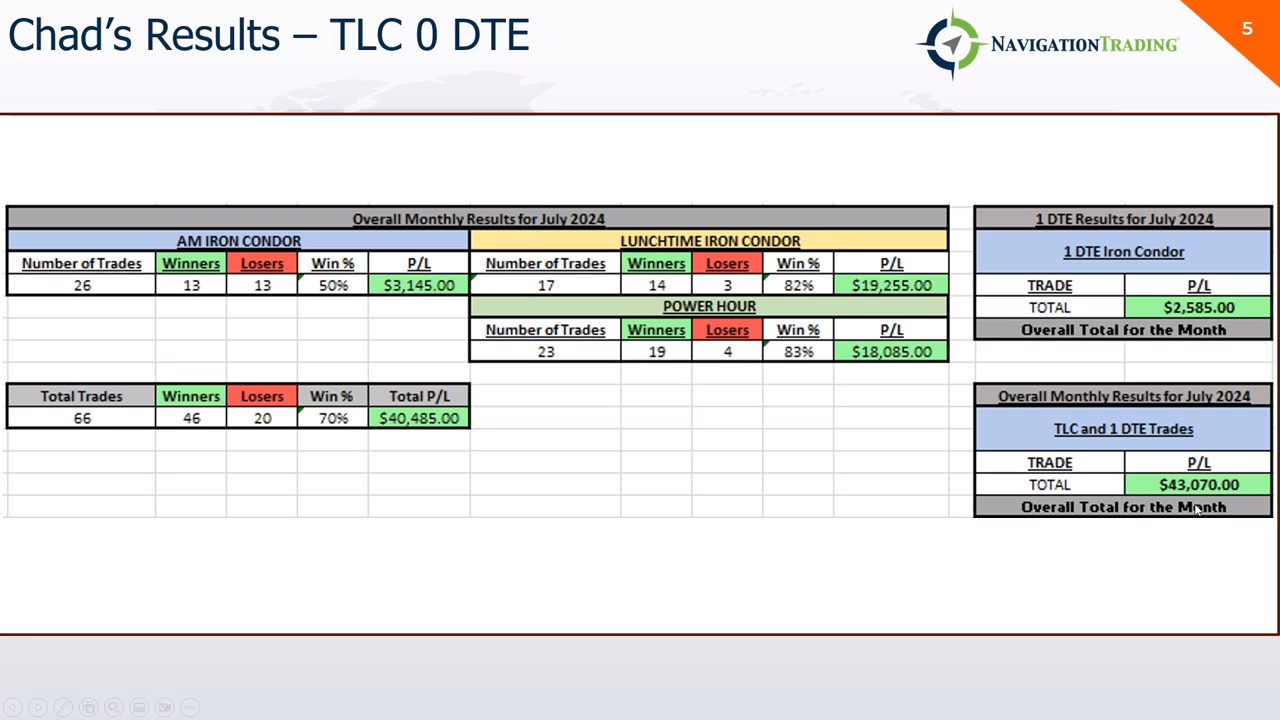 Chad's Results – TLC 0 DTE
NAVIGATIONTRADING
5
Overall Monthly Results for July 2024
AM IRON CONDOR LUNCHTIME IRON CONDOR
Number of Trades Winners Losers Win % P/L Number of Trades Winners Losers Win % P/L
26 13 13 50% $3,145.00 17 14 3 82% $19,255.00
POWER HOUR
Number of Trades Winners Losers Win % P/L
23 19 4 83% $18,085.00
Total Trades Winners Losers Win % Total P/L
66 46 20 70% $40,485.00
1 DTE Results for July 2024
1 DTE Iron Condor
TRADE P/L
TOTAL $2,585.00
Overall Total for the Month
Overall Monthly Results for July 2024
TLC and 1 DTE Trades
TRADE P/L
TOTAL $43,070.00
Overall Total for the Month